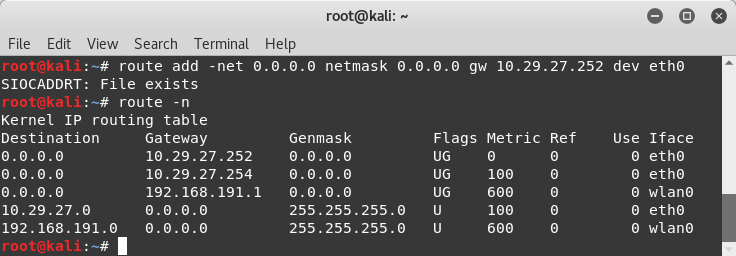 root@kali: ~
File Edit View Search Terminal Help
root@kali:~# route add -net 0.0.0.0 netmask 0.0.0.0 gw 10.29.27.252 dev eth0
SIOCADDRT: File exists
root@kali:~# route -n
Kernel IP routing table
Destination Gateway Genmask Flags Metric Ref Use Iface
0.0.0.0 10.29.27.252 0.0.0.0 UG 0 0 0 eth0
0.0.0.0 10.29.27.254 0.0.0.0 UG 100 0 0 eth0
0.0.0.0 192.168.191.1 0.0.0.0 UG 600 0 0 wlan0
10.29.27.0 0.0.0.0 255.255.255.0 U 100 0 0 eth0
192.168.191.0 0.0.0.0 255.255.255.0 U 600 0 0 wlan0
root@kali:~#